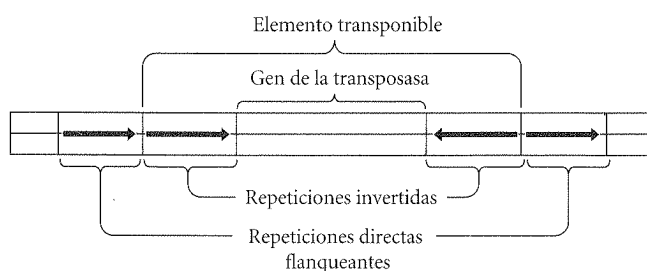 Elemento transponible
Gen de la transposasa
Repeticiones invertidas
Repeticiones directas
flanqueantes